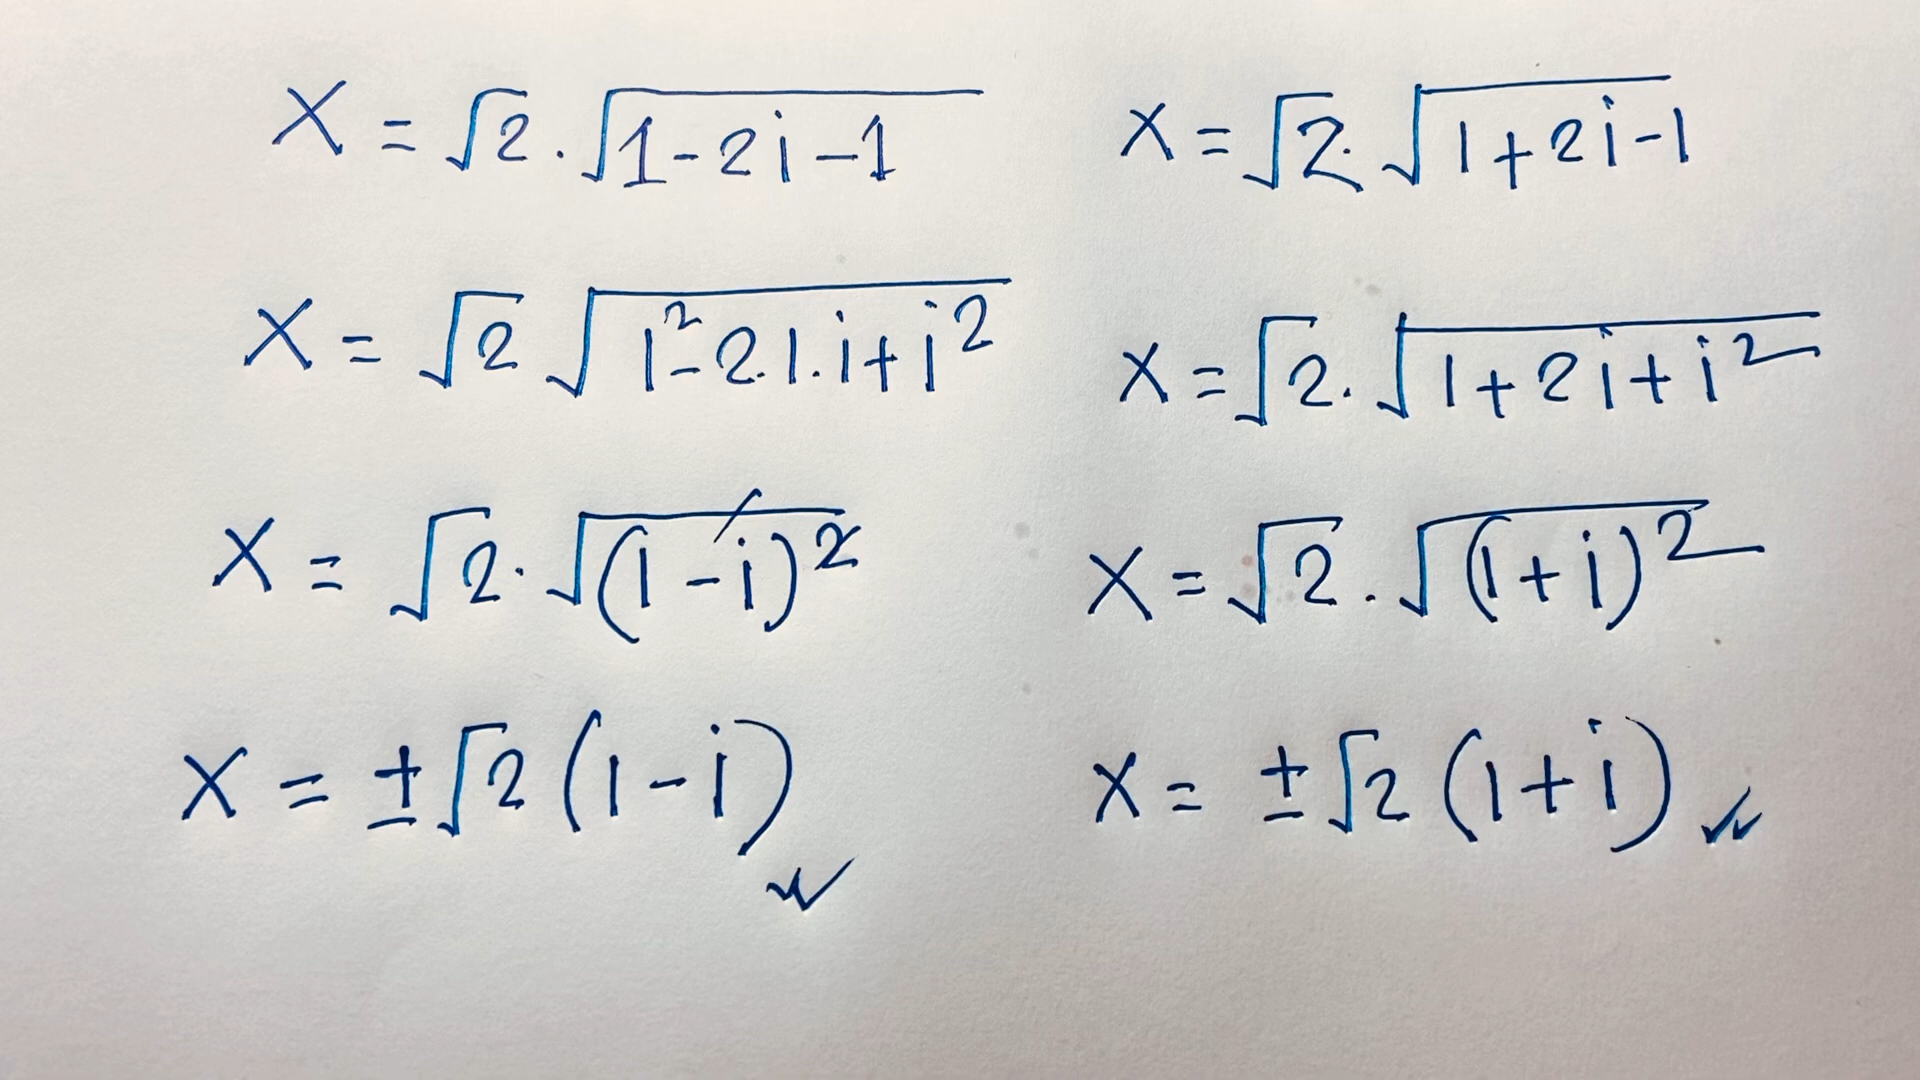 X = √2 . √1-2i-1
X = √2 √1²-2.1.i+i²
X = √2 . √(1-i)²
X = ±√2 (1-i)
X = √2 . √1+2i-1
X = √2 . √1+2i+i²
X = √2 . √(1+i)²
X = ±√2 (1+i)